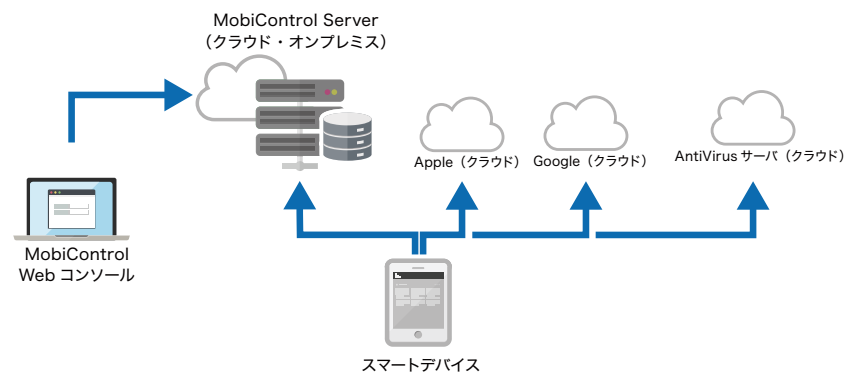 MobiControl Server
（クラウド・オンプレミス）
Apple（クラウド）
Google（クラウド）
AntiVirus サーバ（クラウド）
MobiControl
Web コンソール
スマートデバイス